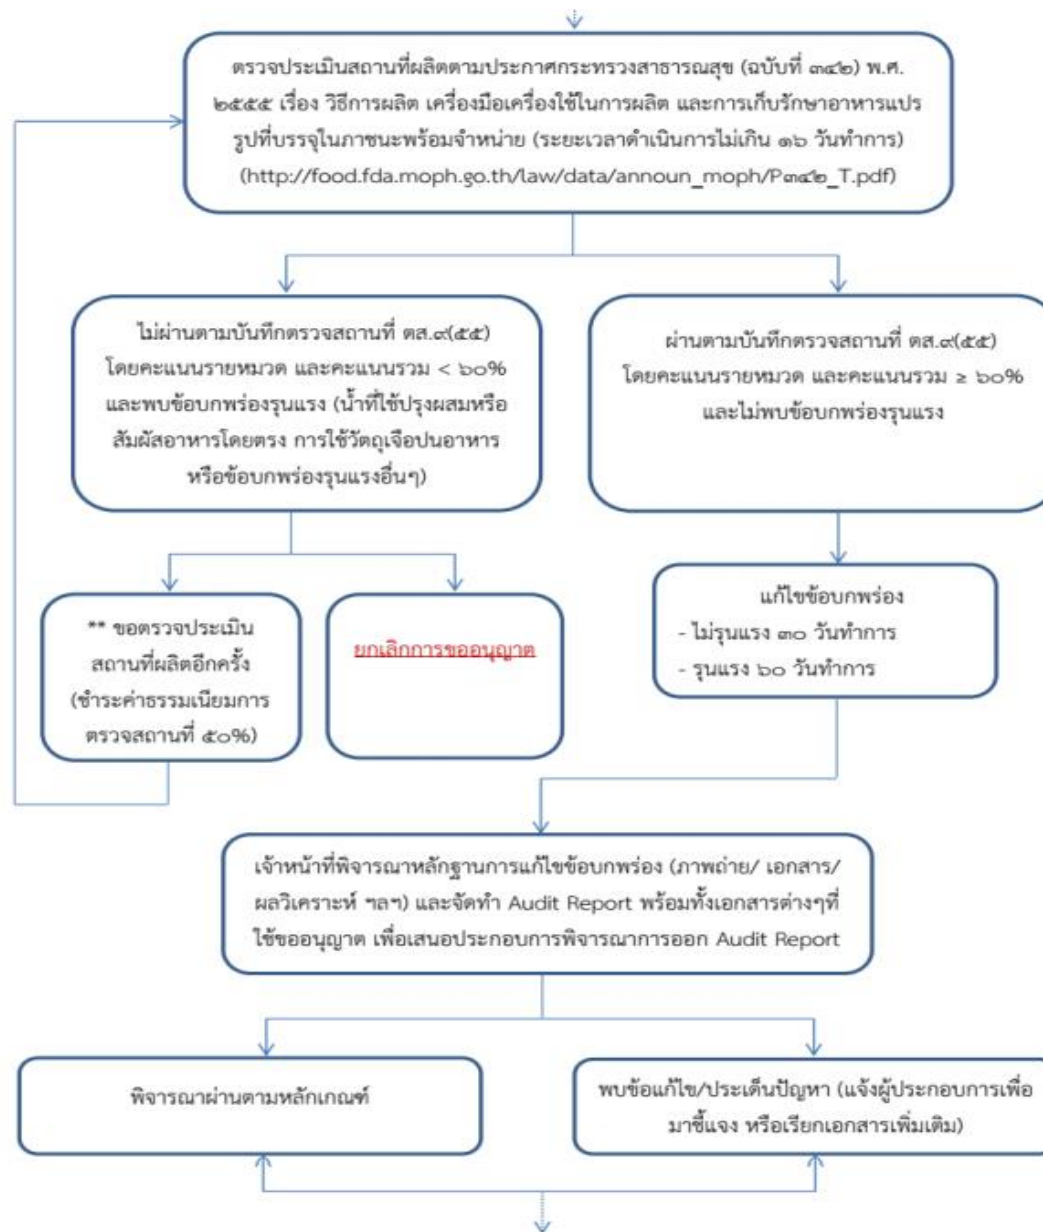 ตรวจประเมินสถานที่ผลิตตามประกาศกระทรวงสาธารณสุข (ฉบับที่ ๓๔๒) พ.ศ.
๒๕๕๕ เรื่อง วิธีการผลิต เครื่องมือเครื่องใช้ในการผลิต และการเก็บรักษาอาหารแปร
รูปที่บรรจุในภาชนะพร้อมจำหน่าย (ระยะเวลาดำเนินการไม่เกิน ๑๖ วันทำการ)
(http://food.fda.moph.go.th/law/data/announ_moph/P๓๔๒_T.pdf)
ไม่ผ่านตามบันทึกตรวจสถานที่ ตส.๙(๕๕)
โดยคะแนนรายหมวด และคะแนนรวม < ๖๐%
และพบข้อบกพร่องรุนแรง (น้ำที่ใช้ปรุงผสมหรือ
สัมผัสอาหารโดยตรง การใช้วัตถุเจือปนอาหาร
หรือข้อบกพร่องรุนแรงอื่นๆ)
ผ่านตามบันทึกตรวจสถานที่ ตส.๙(๕๕)
โดยคะแนนรายหมวด และคะแนนรวม ≥ ๖๐%
และไม่พบข้อบกพร่องรุนแรง
** ขอตรวจประเมิน
สถานที่ผลิตอีกครั้ง
(ชำระค่าธรรมเนียมการ
ตรวจสถานที่ ๕๐%)
ยกเลิกการขออนุญาต
แก้ไขข้อบกพร่อง
- ไม่รุนแรง ๓๐ วันทำการ
- รุนแรง ๖๐ วันทำการ
เจ้าหน้าที่พิจารณาหลักฐานการแก้ไขข้อบกพร่อง (ภาพถ่าย/ เอกสาร/
ผลวิเคราะห์ ฯลฯ) และจัดทำ Audit Report พร้อมทั้งเอกสารต่างๆที่
ใช้ขออนุญาต เพื่อเสนอประกอบการพิจารณาการออก Audit Report
พิจารณาผ่านตามหลักเกณฑ์
พบข้อแก้ไข/ประเด็นปัญหา (แจ้งผู้ประกอบการเพื่อ
มาชี้แจง หรือเรียกเอกสารเพิ่มเติม)